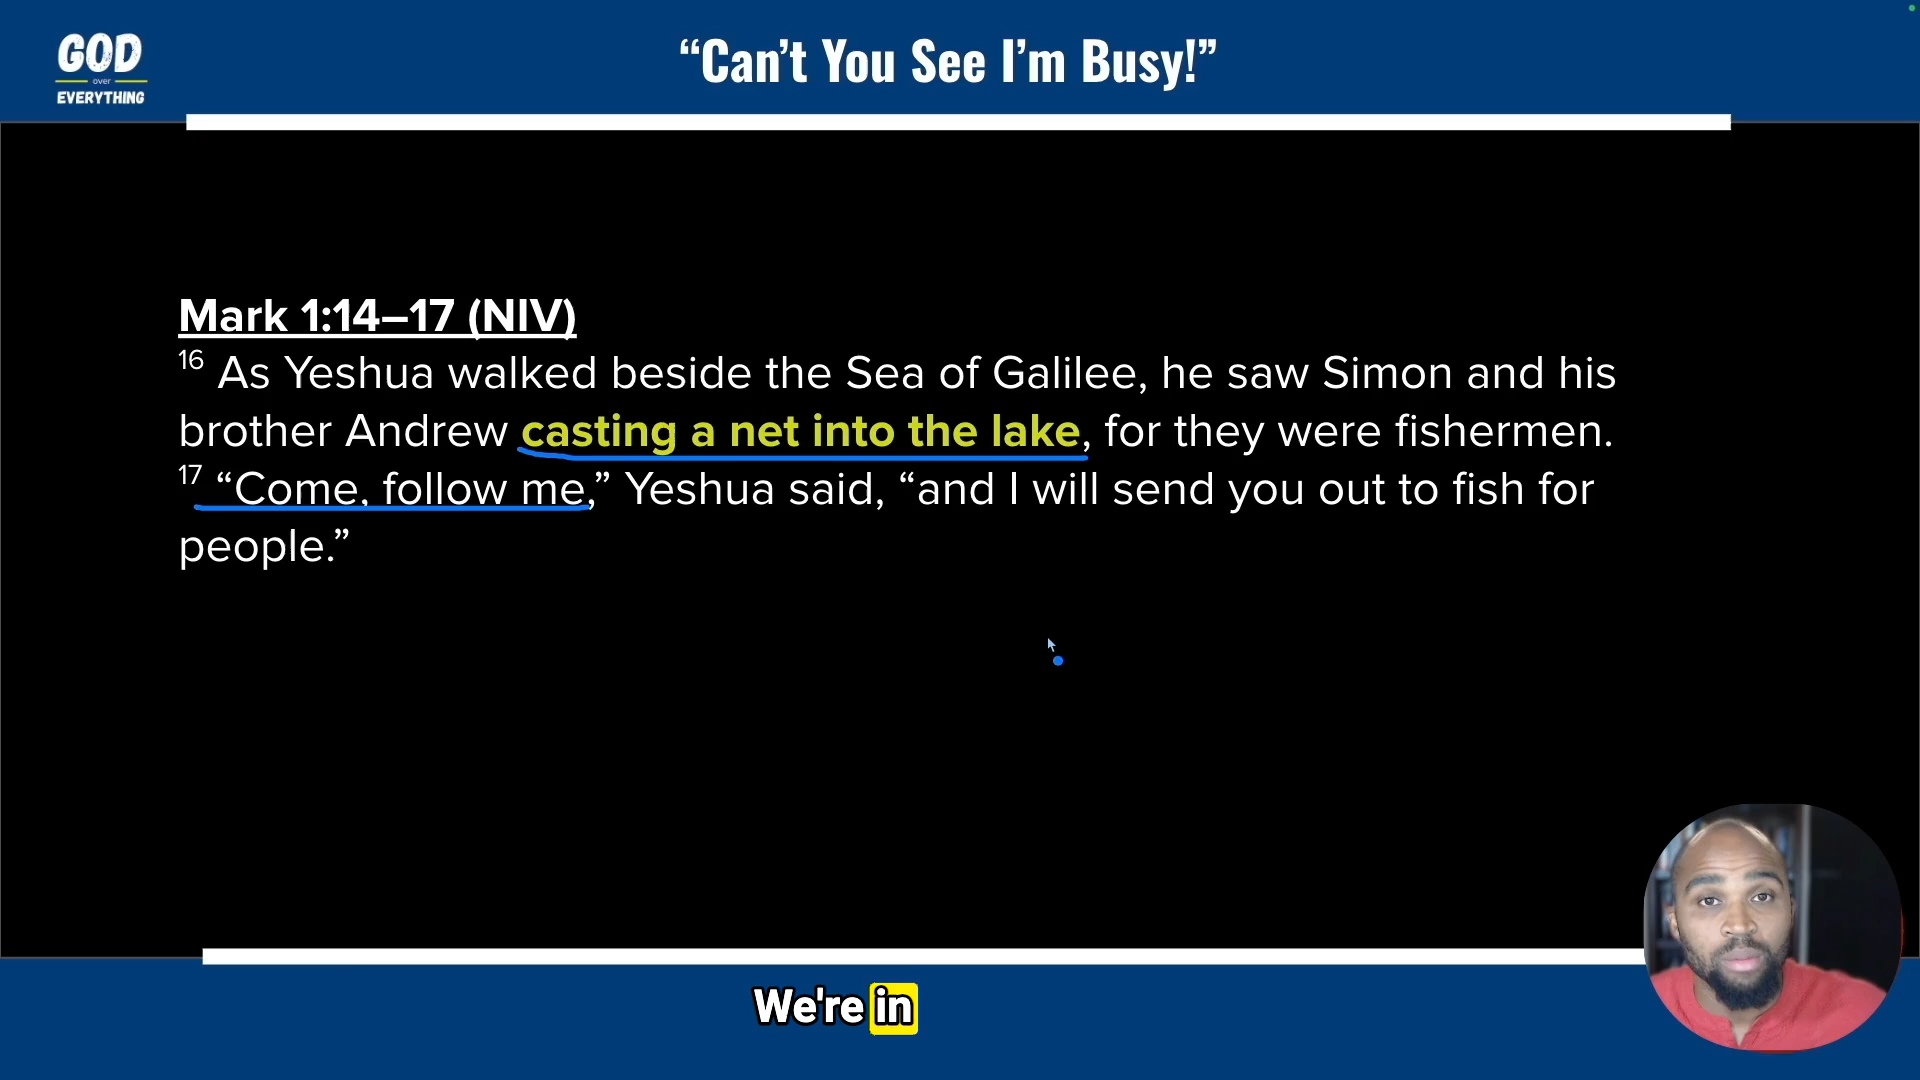 GOD
over
EVERYTHING
“Can’t You See I’m Busy!”
Mark 1:14–17 (NIV)
16 As Yeshua walked beside the Sea of Galilee, he saw Simon and his
brother Andrew casting a net into the lake, for they were fishermen.
17 “Come, follow me,” Yeshua said, “and I will send you out to fish for
people.”
We're in